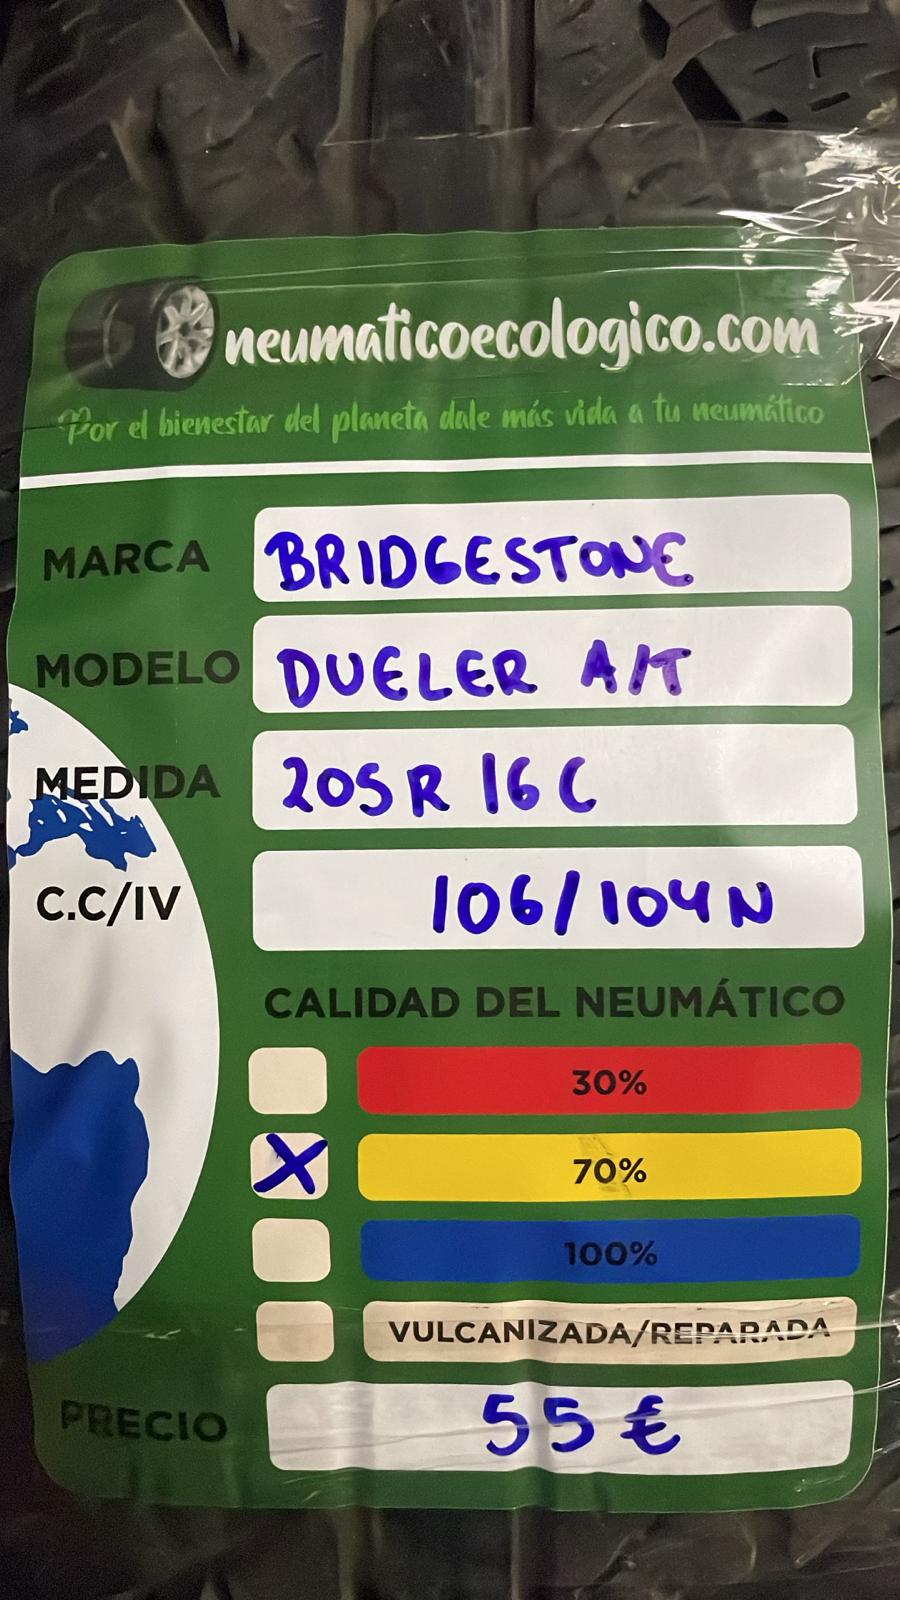 neumaticoecologico.com
Por el bienestar del planeta dale más vida a tu neumático
MARCA BRIDGESTONE
MODELO DUELER A/T
MEDIDA 205R 16C
C.C/IV 106/104N
CALIDAD DEL NEUMÁTICO
30%
X 70%
100%
VULCANIZADA/REPARADA
PRECIO 55 €